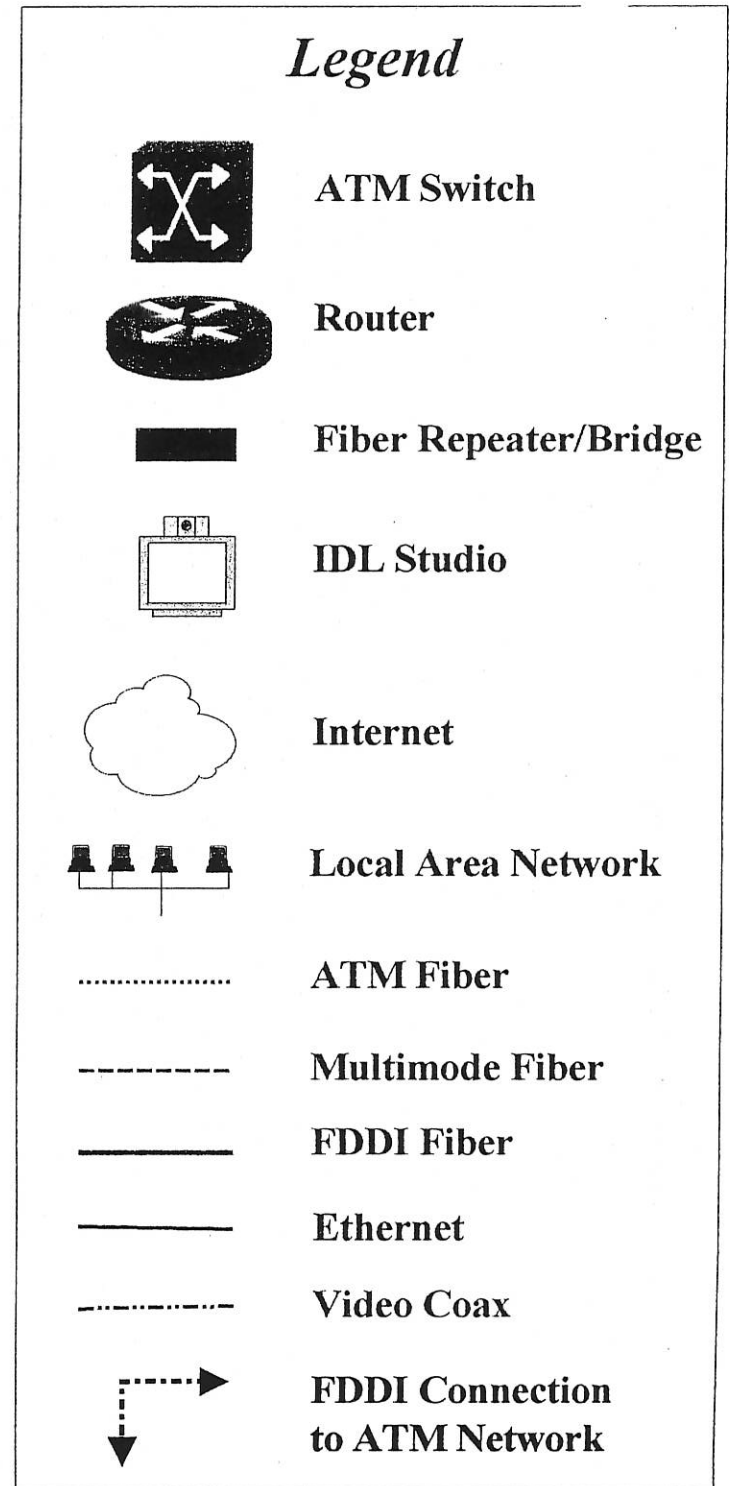 Legend
ATM Switch
Router
Fiber Repeater/Bridge
IDL Studio
Internet
Local Area Network
ATM Fiber
Multimode Fiber
FDDI Fiber
Ethernet
Video Coax
FDDI Connection
to ATM Network